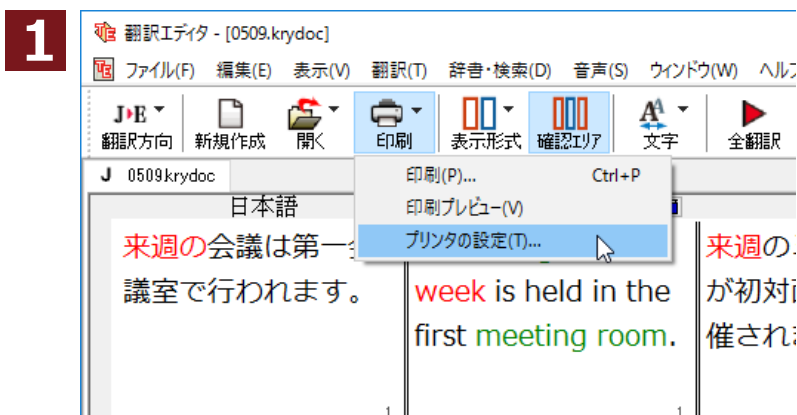 1
翻訳エディタ - [0509.krydoc]
ファイル(F) 編集(E) 表示(V) 翻訳(T) 辞書・検索(D) 音声(S) ウィンドウ(W) ヘルプ
J▶E 翻訳方向 新規作成 開く 印刷 表示形式 確認エリア 文字 全翻訳
J 0509.krydoc
印刷(P)... Ctrl+P
印刷プレビュー(V)
プリンタの設定(T)...
日本語
来週の会議は第一会
議室で行われます。
1
week is held in the
first meeting room.
1
来週の
が初対面
催され